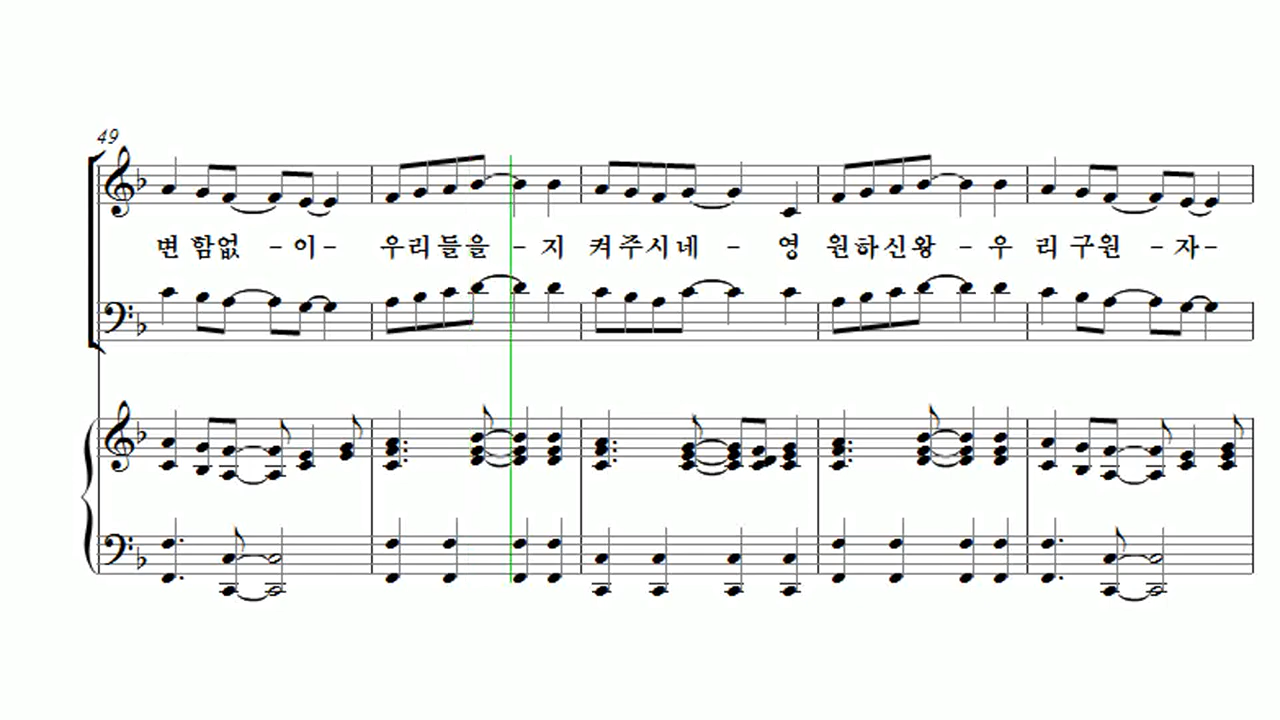 49
변 함없 - 이 - 우리들을 - 지 켜주시네 - 영 원하신왕 - 우 리 구원 - 자 -